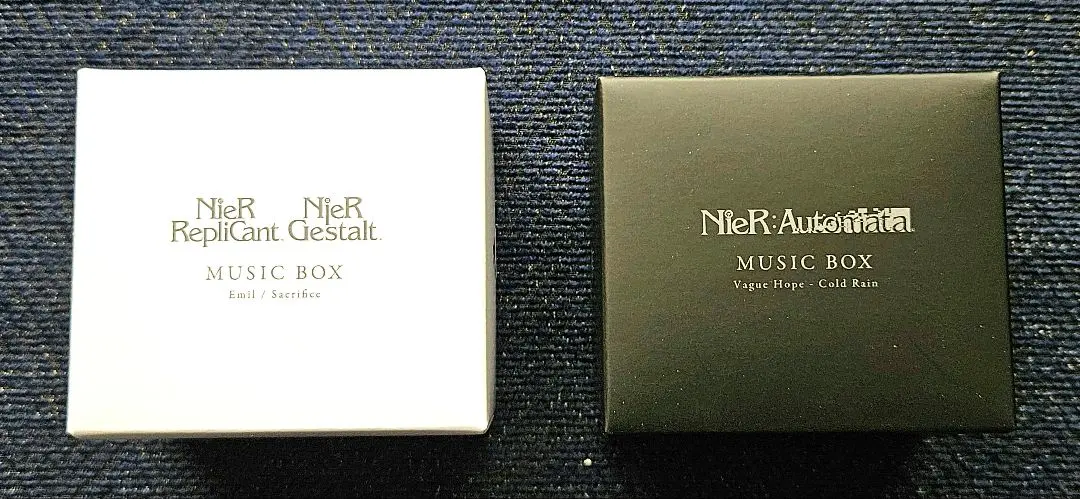 NieR NieR
RepliCant Gestalt
MUSIC BOX
Emil / Sacrifice
NieR:Automata
MUSIC BOX
Vague Hope - Cold Rain